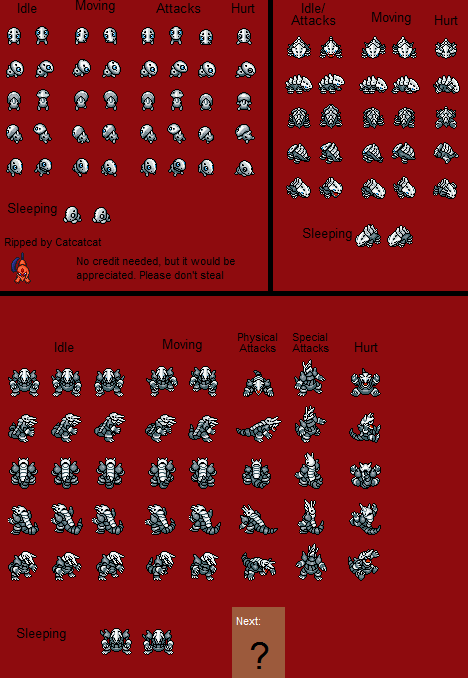 Idle
Moving
Attacks
Hurt
Sleeping
Ripped by Catcatcat
No credit needed, but it would be
appreciated. Please don't steal
Idle/
Attacks
Moving
Hurt
Sleeping
Idle
Moving
Physical
Attacks
Special
Attacks
Hurt
Sleeping
Next:
?